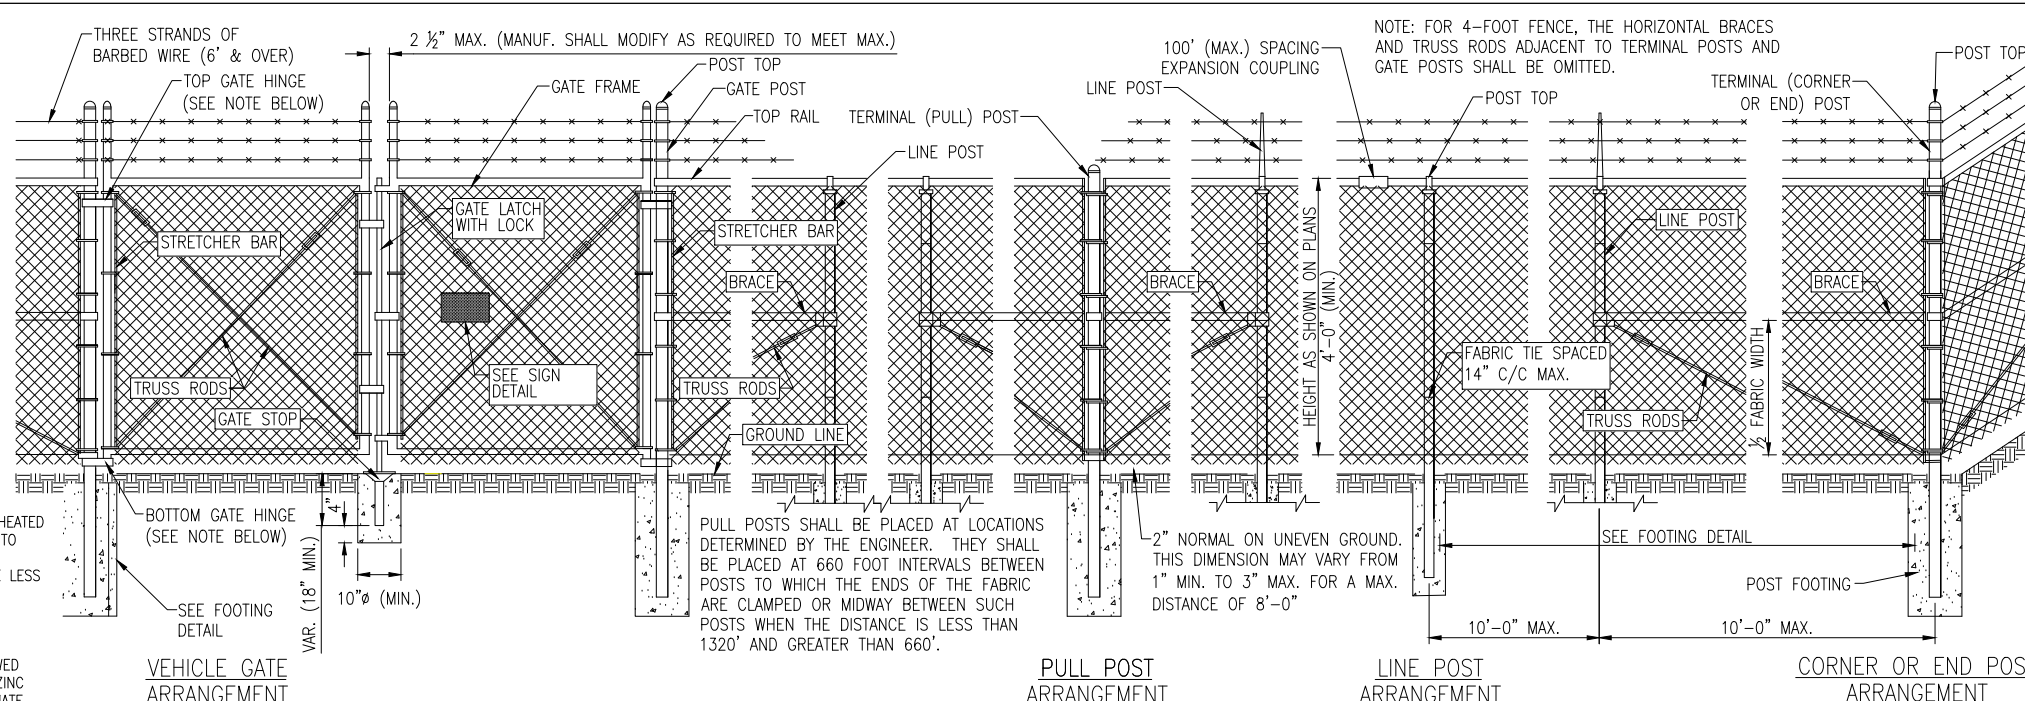 THREE STRANDS OF
BARBED WIRE (6' & OVER)
TOP GATE HINGE
(SEE NOTE BELOW)
2 ½" MAX. (MANUF. SHALL MODIFY AS REQUIRED TO MEET MAX.)
POST TOP
GATE POST
GATE FRAME
TOP RAIL
TERMINAL (PULL) POST
LINE POST
LINE POST
100' (MAX.) SPACING
EXPANSION COUPLING
NOTE: FOR 4-FOOT FENCE, THE HORIZONTAL BRACES
AND TRUSS RODS ADJACENT TO TERMINAL POSTS AND
GATE POSTS SHALL BE OMITTED.
POST TOP
TERMINAL (CORNER
OR END) POST
POST TOP
STRETCHER BAR
GATE LATCH
WITH LOCK
STRETCHER BAR
BRACE
BRACE
HEIGHT AS SHOWN ON PLANS
4'-0" (MIN.)
LINE POST
BRACE
½ FABRIC WIDTH
TRUSS RODS
SEE SIGN
DETAIL
TRUSS RODS
FABRIC TIE SPACED
14" C/C MAX.
TRUSS RODS
GATE STOP
GROUND LINE
HEATED
TO
LESS
BOTTOM GATE HINGE
(SEE NOTE BELOW)
VAR. (18" MIN.)
4"
10"ø (MIN.)
SEE FOOTING
DETAIL
PULL POSTS SHALL BE PLACED AT LOCATIONS
DETERMINED BY THE ENGINEER. THEY SHALL
BE PLACED AT 660 FOOT INTERVALS BETWEEN
POSTS TO WHICH THE ENDS OF THE FABRIC
ARE CLAMPED OR MIDWAY BETWEEN SUCH
POSTS WHEN THE DISTANCE IS LESS THAN
1320' AND GREATER THAN 660'.
2" NORMAL ON UNEVEN GROUND.
THIS DIMENSION MAY VARY FROM
1" MIN. TO 3" MAX. FOR A MAX.
DISTANCE OF 8'-0"
SEE FOOTING DETAIL
POST FOOTING
10'-0" MAX.
10'-0" MAX.
ZINC
VEHICLE GATE
ARRANGEMENT
PULL POST
ARRANGEMENT
LINE POST
ARRANGEMENT
CORNER OR END POS
ARRANGEMENT